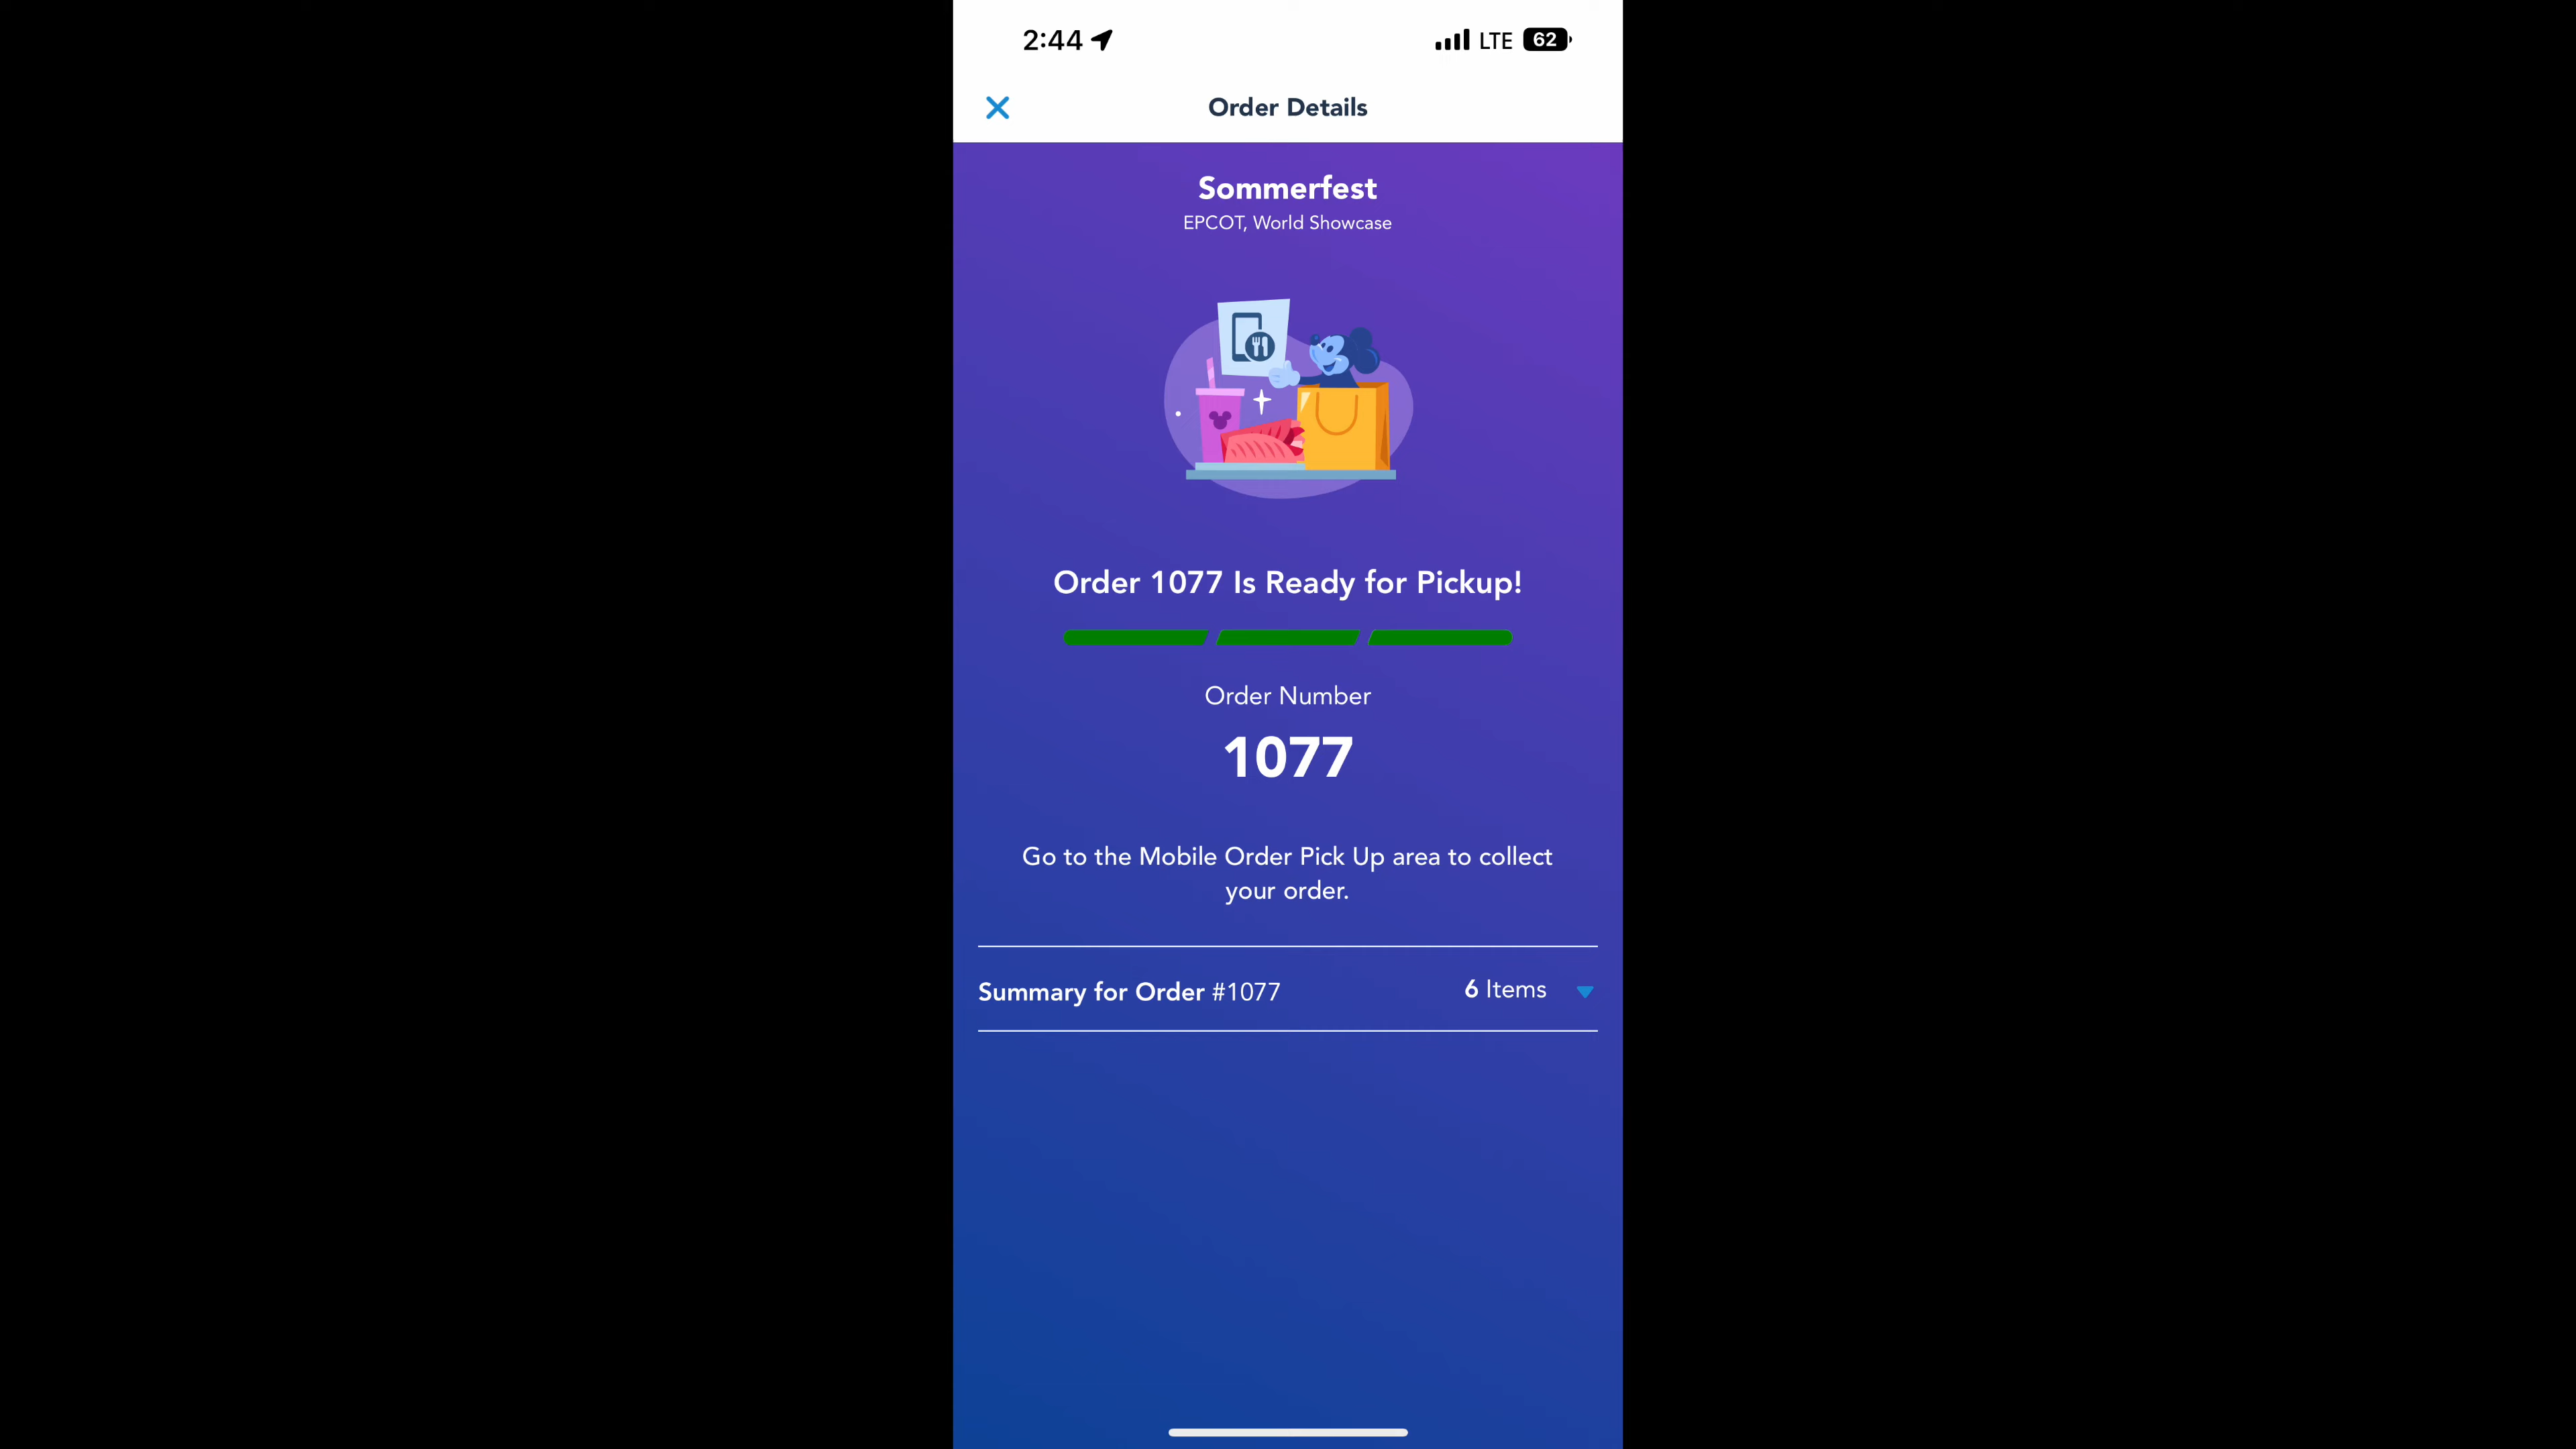 2:44
LTE
62
Order Details
Sommerfest
EPCOT, World Showcase
Order 1077 Is Ready for Pickup!
Order Number
1077
Go to the Mobile Order Pick Up area to collect
your order.
Summary for Order #1077
6 Items